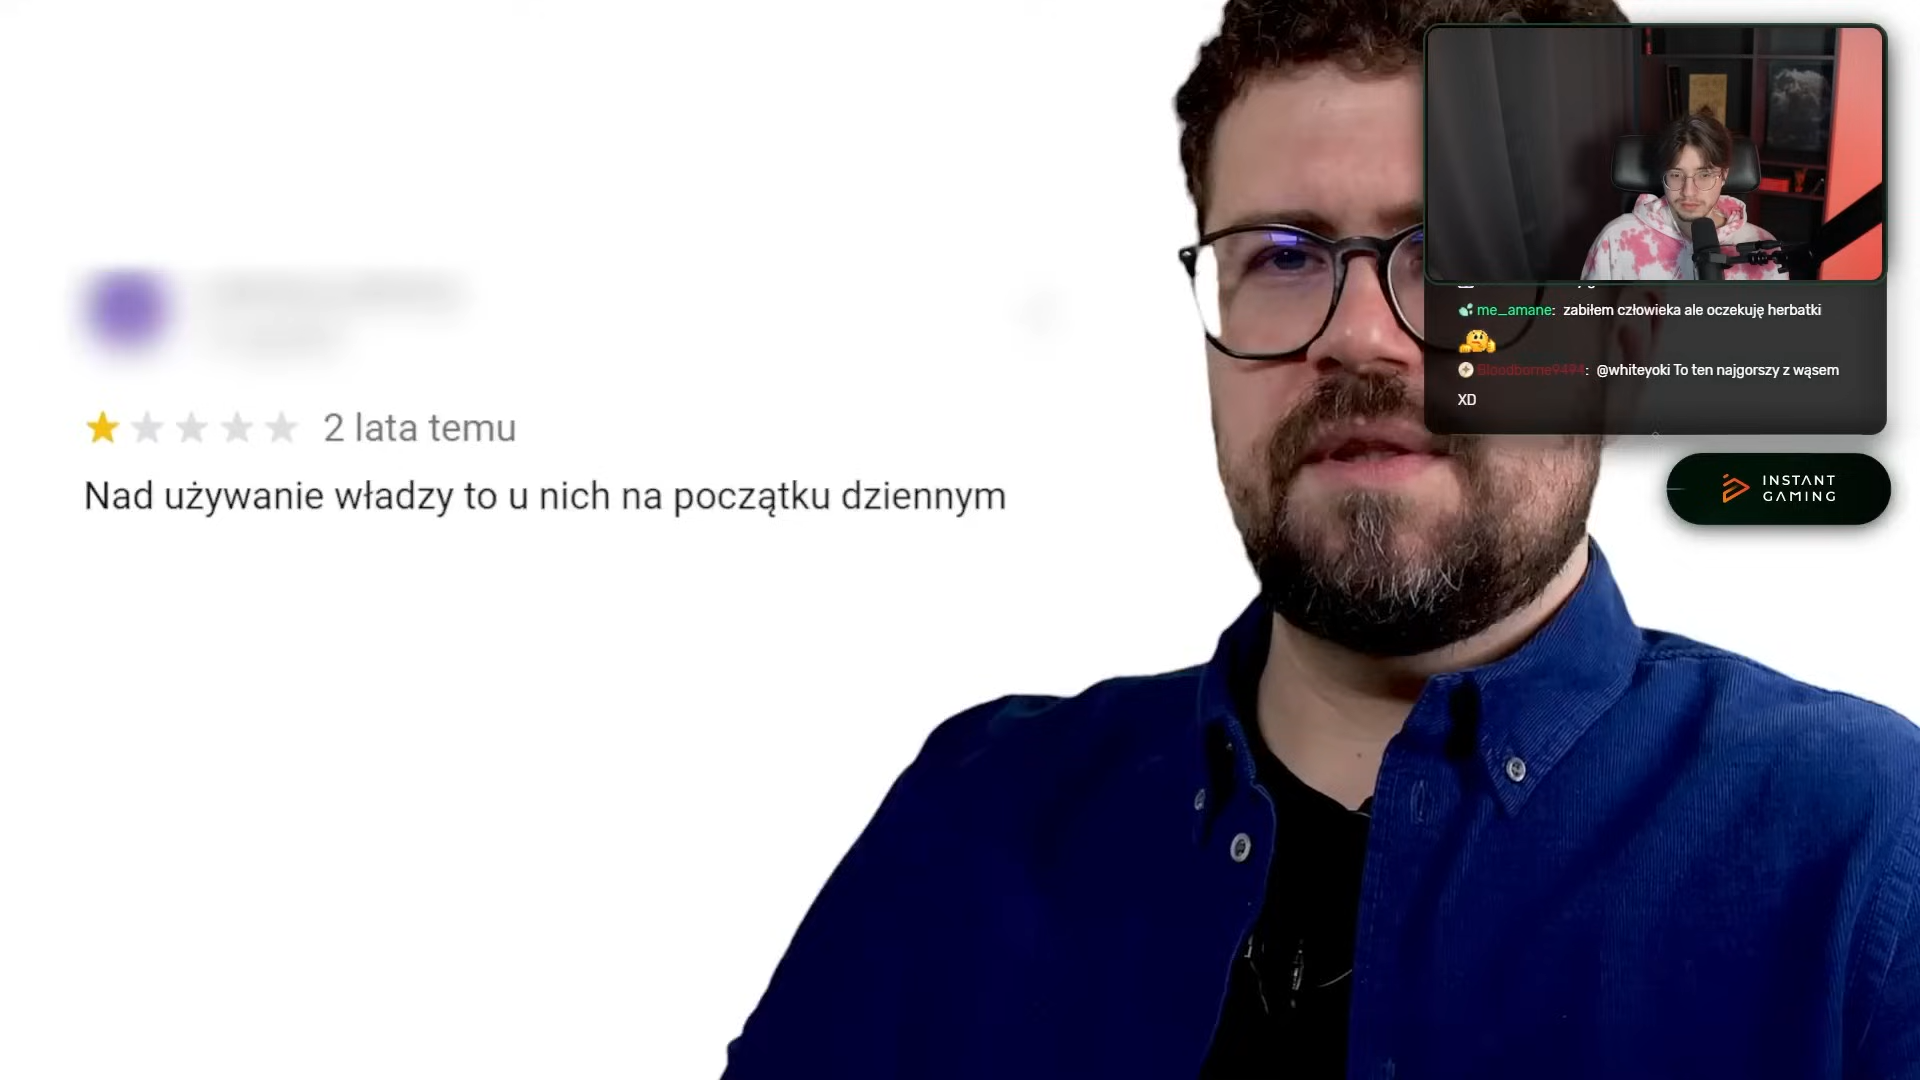 2 lata temu
Nad używanie władzy to u nich na początku dziennym
me_amane: zabiłem człowieka ale oczekuję herbatki
Bloodborne9494: @whiteyoki To ten najgorszy z wąsem
XD
INSTANT
GAMING